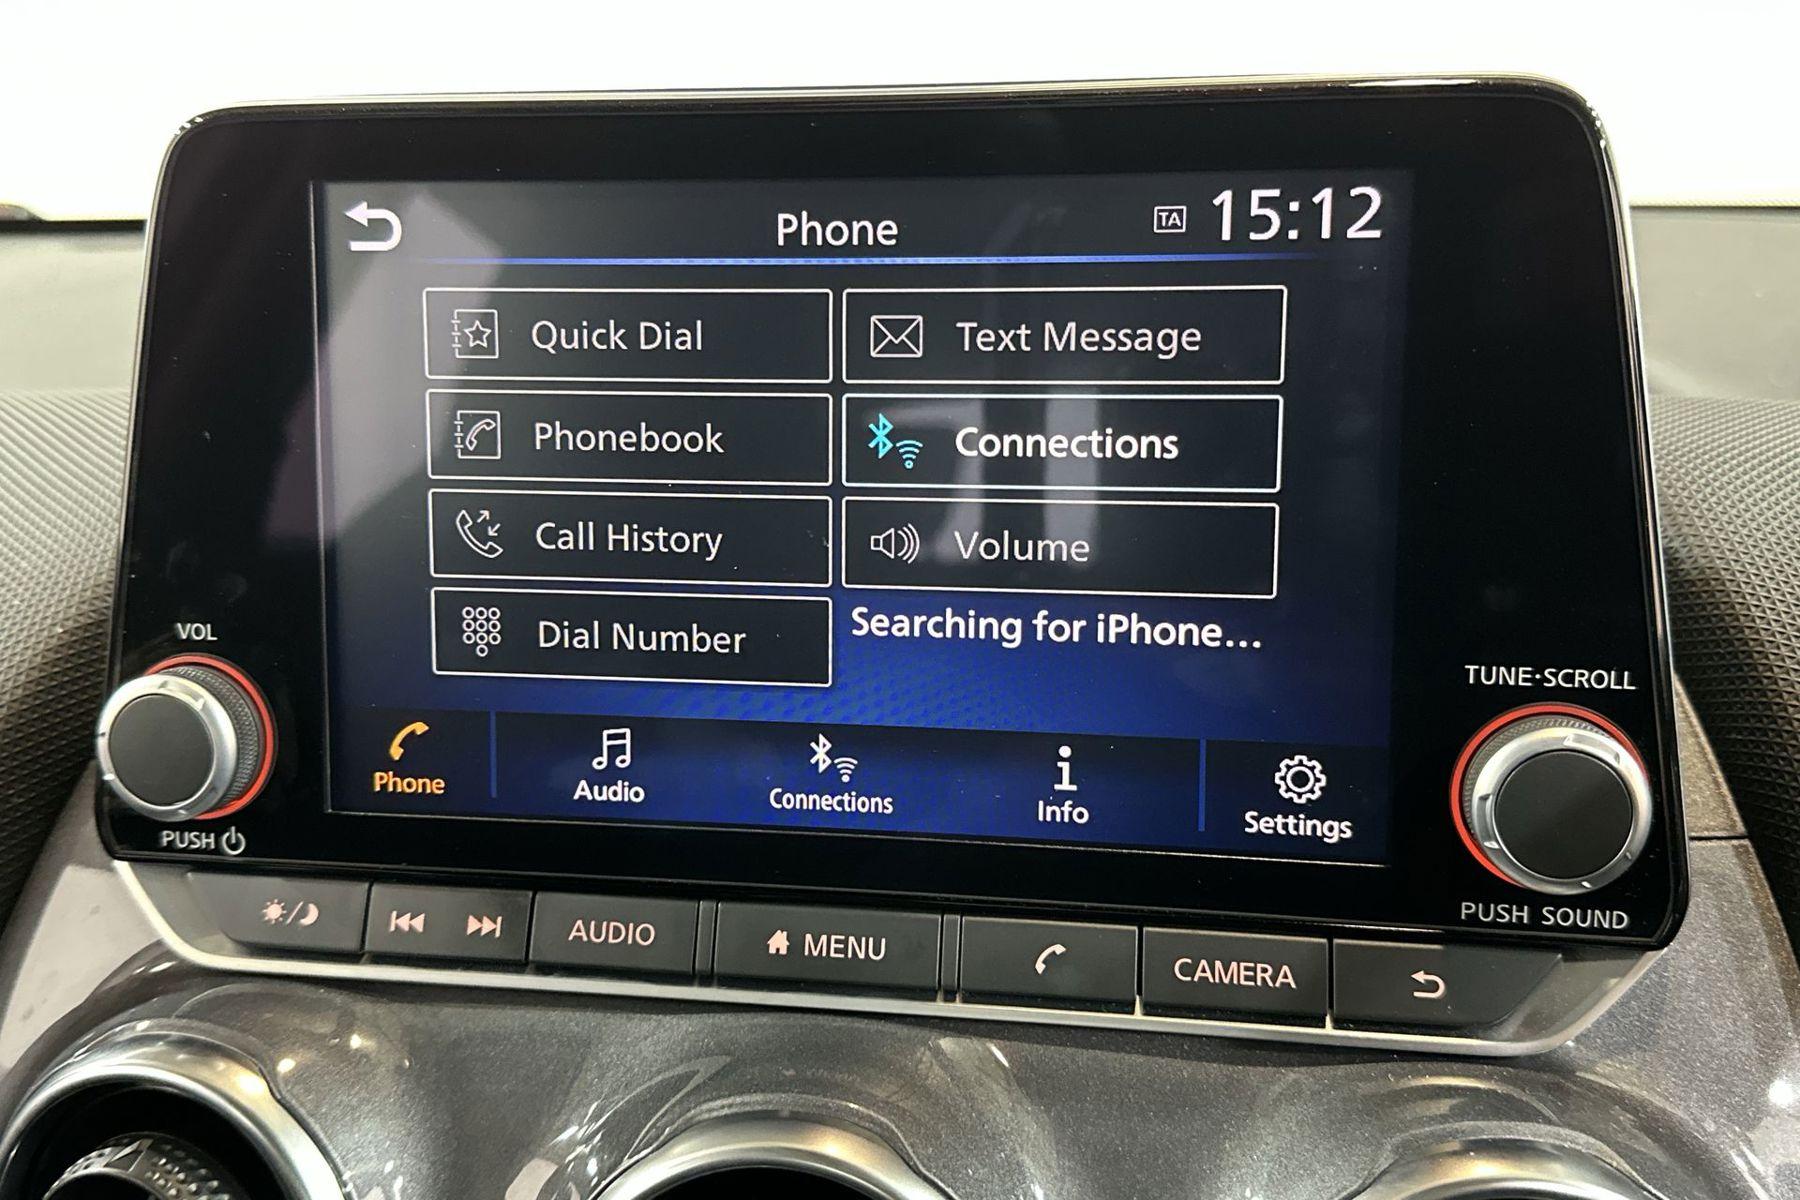 Phone
TA
15:12
Quick Dial
Text Message
Phonebook
Connections
Call History
Volume
Dial Number
Searching for iPhone...
Phone
Audio
Connections
Info
Settings
VOL
PUSH
TUNE·SCROLL
PUSH SOUND
AUDIO
MENU
CAMERA